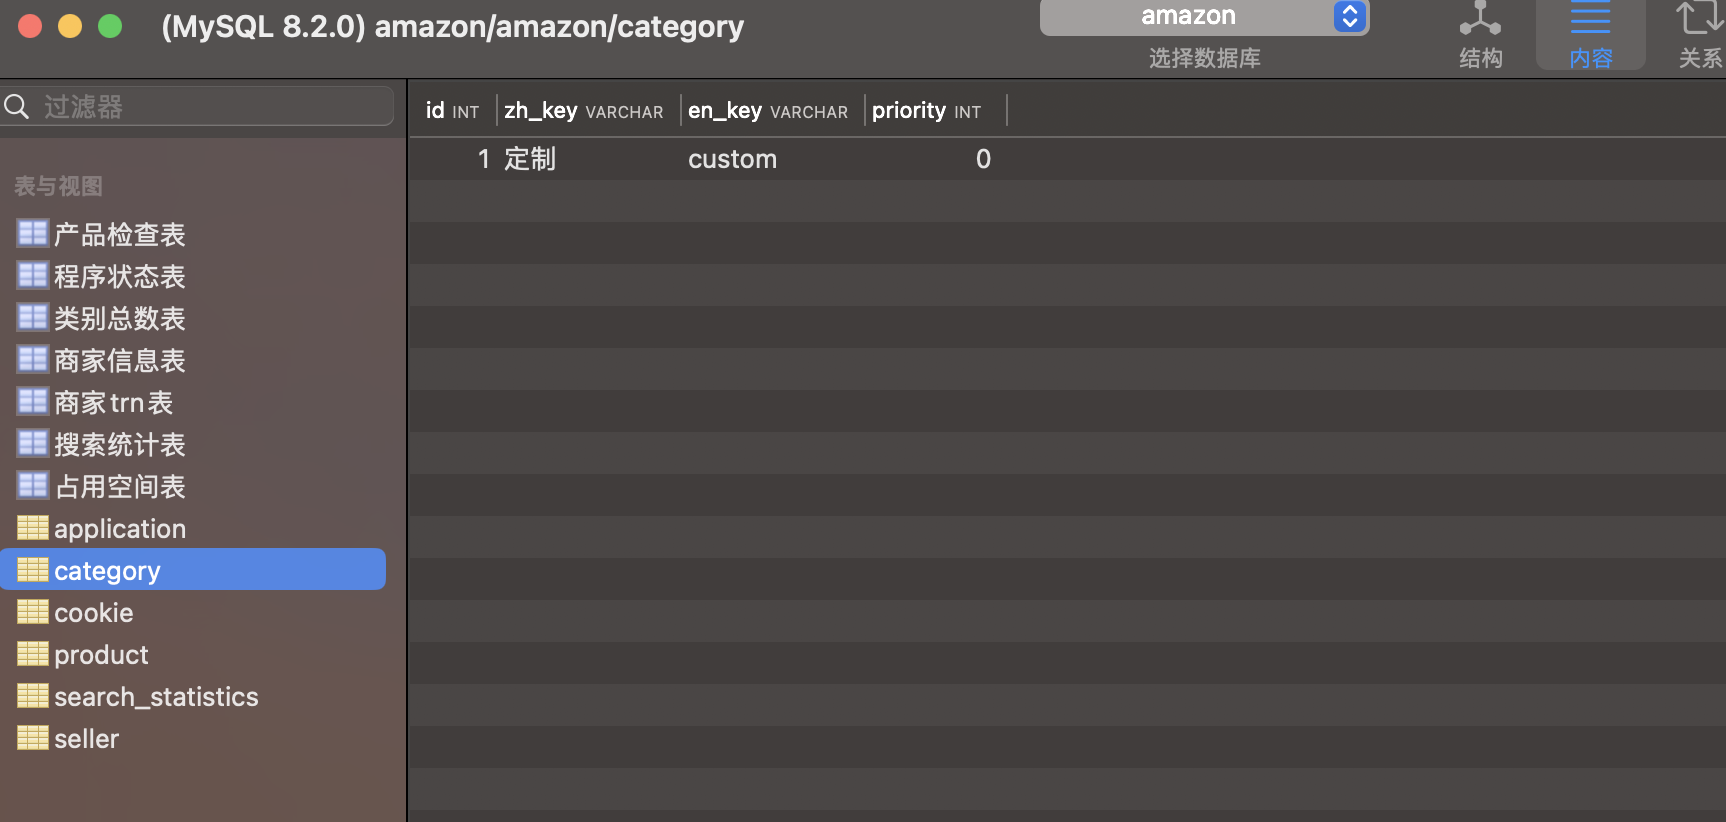 (MySQL 8.2.0) amazon/amazon/category
amazon
选择数据库
结构
内容
关系
过滤器
id INT zh_key VARCHAR en_key VARCHAR priority INT
1 定制 custom 0
表与视图
产品检查表
程序状态表
类别总数表
商家信息表
商家trn表
搜索统计表
占用空间表
application
category
cookie
product
search_statistics
seller